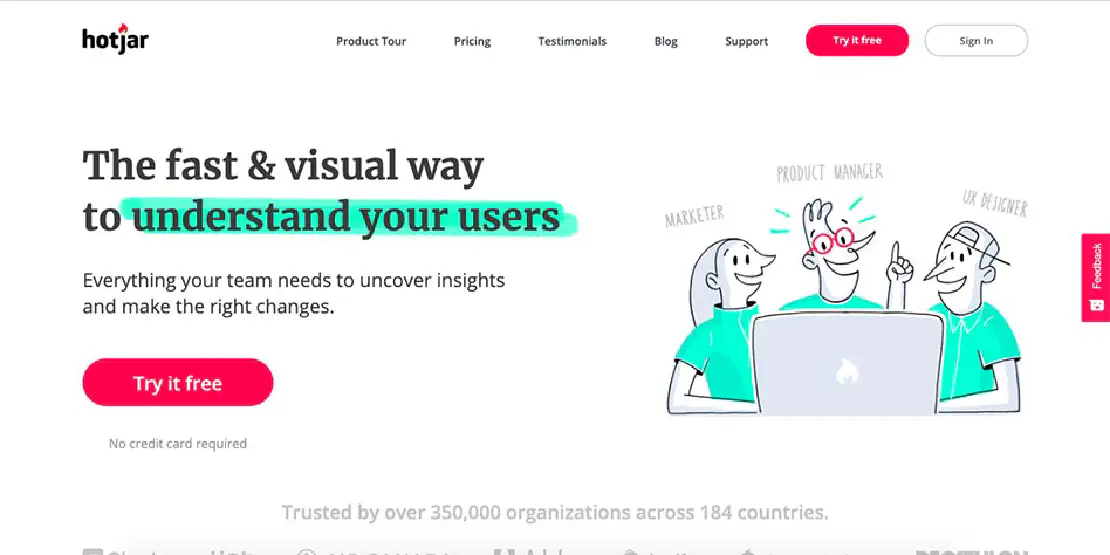 hotjar
Product Tour
Pricing
Testimonials
Blog
Support
Try it free
Sign In
The fast & visual way
to understand your users
Everything your team needs to uncover insights
and make the right changes.
Try it free
No credit card required
MARKETER
PRODUCT MANAGER
UX DESIGNER
Feedback
Trusted by over 350,000 organizations across 184 countries.